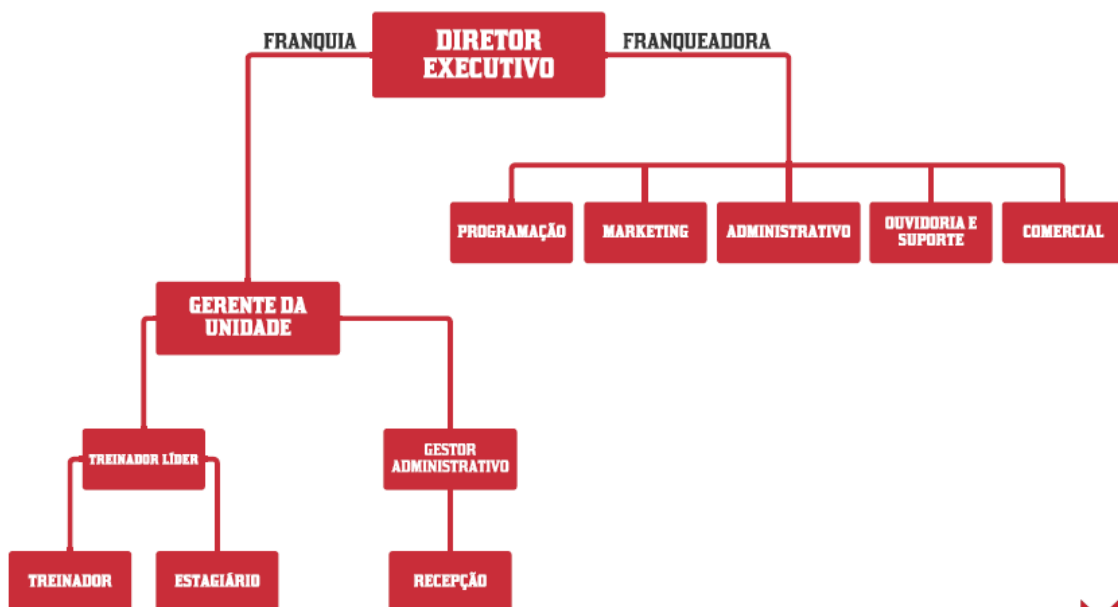 FRANQUIA
DIRETOR
EXECUTIVO
FRANQUEADORA
PROGRAMAÇÃO
MARKETING
ADMINISTRATIVO
OUVIDORIA E
SUPORTE
COMERCIAL
GERENTE DA
UNIDADE
TREINADOR LÍDER
GESTOR
ADMINISTRATIVO
TREINADOR
ESTAGIÁRIO
RECEPÇÃO